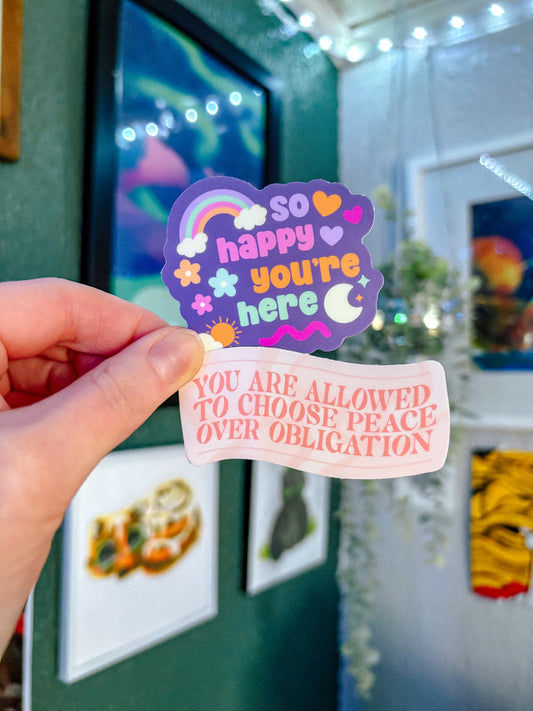 so
happy
you're
here
YOU ARE ALLOWED
TO CHOOSE PEACE
OVER OBLIGATION